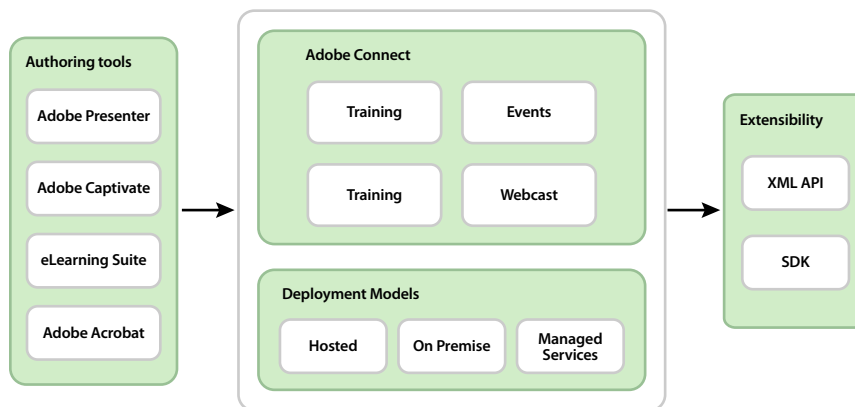 Authoring tools
Adobe Presenter
Adobe Captivate
eLearning Suite
Adobe Acrobat
Adobe Connect
Training
Events
Training
Webcast
Deployment Models
Hosted
On Premise
Managed
Services
Extensibility
XML API
SDK